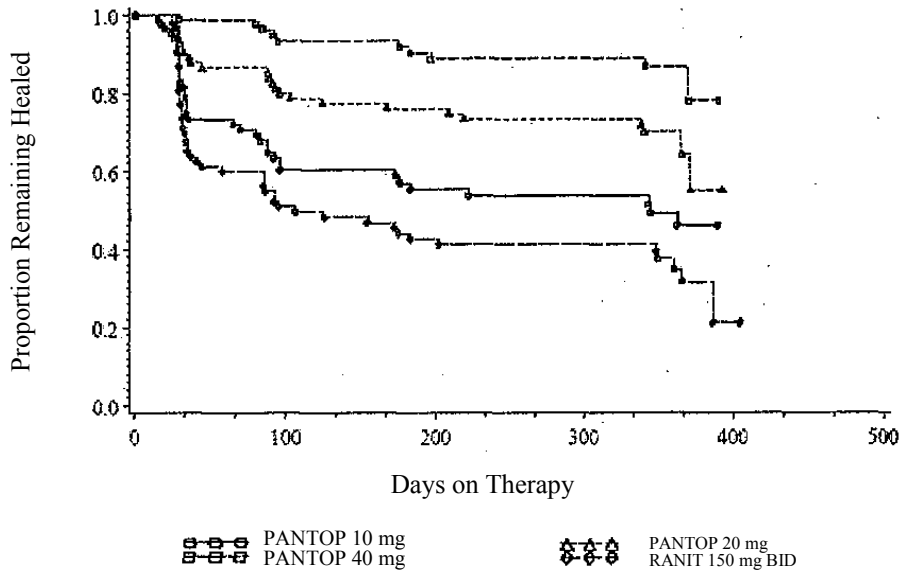 Proportion Remaining Healed
1.0
0.8
0.6
0.4
0.2
0.0
0 100 200 300 400 500
Days on Therapy
PANTOP 10 mg
PANTOP 40 mg
PANTOP 20 mg
RANIT 150 mg BID